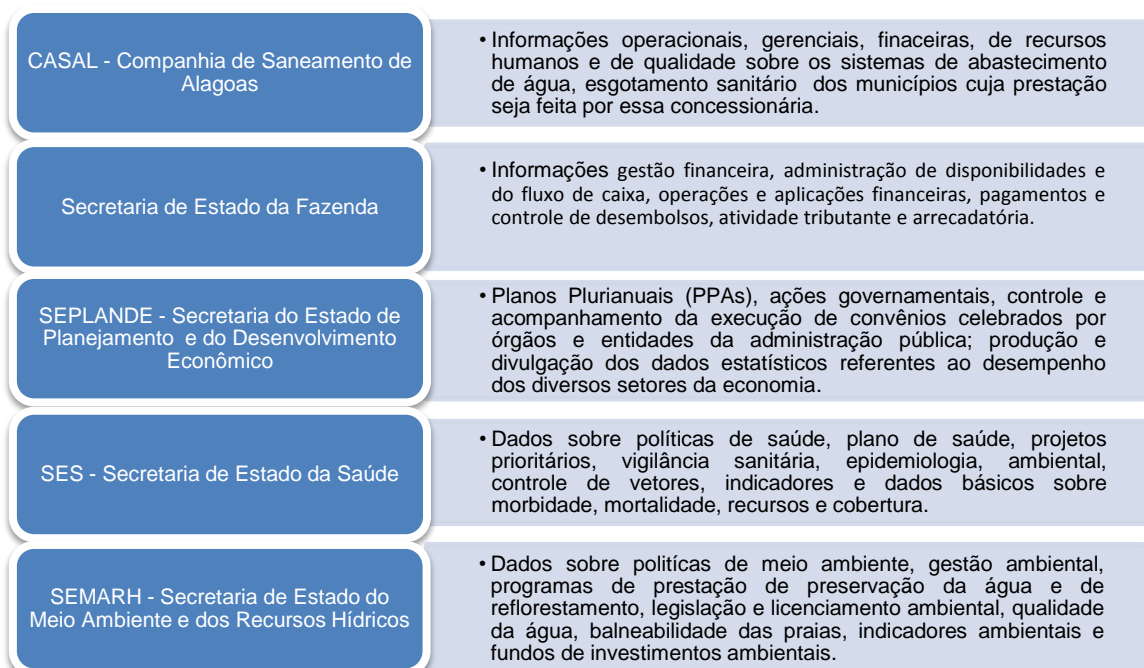 CASAL - Companhia de Saneamento de
Alagoas
• Informações operacionais, gerenciais, finaceiras, de recursos
humanos e de qualidade sobre os sistemas de abastecimento
de água, esgotamento sanitário dos municípios cuja prestação
seja feita por essa concessionário.
Secretaria de Estado da Fazenda
• Informações gestão financeira, administração de disponibilidades e
do fluxo de caixa, operações e aplicações financeiras, pagamentos e
controle de desembolsos, atividade tributante e arrecadatória.
SEPLANDE - Secretaria do Estado de
Planejamento e do Desenvolvimento
Econômico
• Planos Plurianuais (PPAs), ações governamentais, controle e
acompanhamento da execução de convênios celebrados por
órgãos e entidades da administração pública; produção e
divulgação dos dados estatísticos referentes ao desempenho
dos diversos setores da economia.
SES - Secretaria de Estado da Saúde
• Dados sobre políticas de saúde, plano de saúde, projetos
prioritários, vigilância sanitária, epidemiologia, ambiental,
controle de vetores, indicadores e dados básicos sobre
morbidade, mortalidade, recursos e cobertura.
SEMARH - Secretaria de Estado do
Meio Ambiente e dos Recursos Hídricos
• Dados sobre politícas de meio ambiente, gestão ambiental,
programas de prestação de preservação da água e de
reflorestamento, legislação e licenciamento ambiental, qualidade
da água, balneabilidade das praias, indicadores ambientais e
fundos de investimentos ambientais.